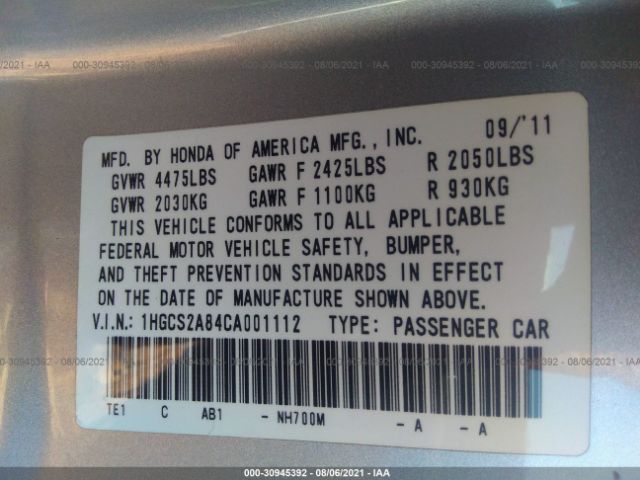 000-30945392 - 08/06/2021 - IAA
MFD. BY HONDA OF AMERICA MFG., INC. 09/'11
GVWR 4475LBS GAWR F 2425LBS R 2050LBS
GVWR 2030KG GAWR F 1100KG R 930KG
THIS VEHICLE CONFORMS TO ALL APPLICABLE
FEDERAL MOTOR VEHICLE SAFETY, BUMPER,
AND THEFT PREVENTION STANDARDS IN EFFECT
ON THE DATE OF MANUFACTURE SHOWN ABOVE.
V.I.N.: 1HGCS2A84CA001112 TYPE: PASSENGER CAR
TE1 C AB1 - NH700M - A - A
000-30945392 - 08/06/2021 - IAA